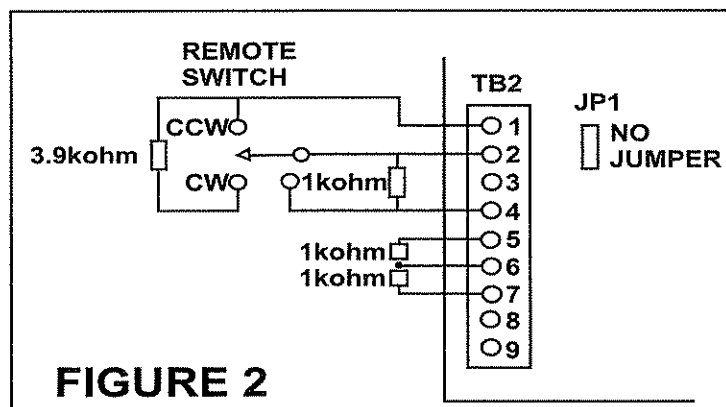 REMOTE
SWITCH
TB2
JP1
CCW
1
NO
JUMPER
3.9kohm
2
CW
1kohm
3
4
1kohm
5
6
1kohm
7
8
9
FIGURE 2